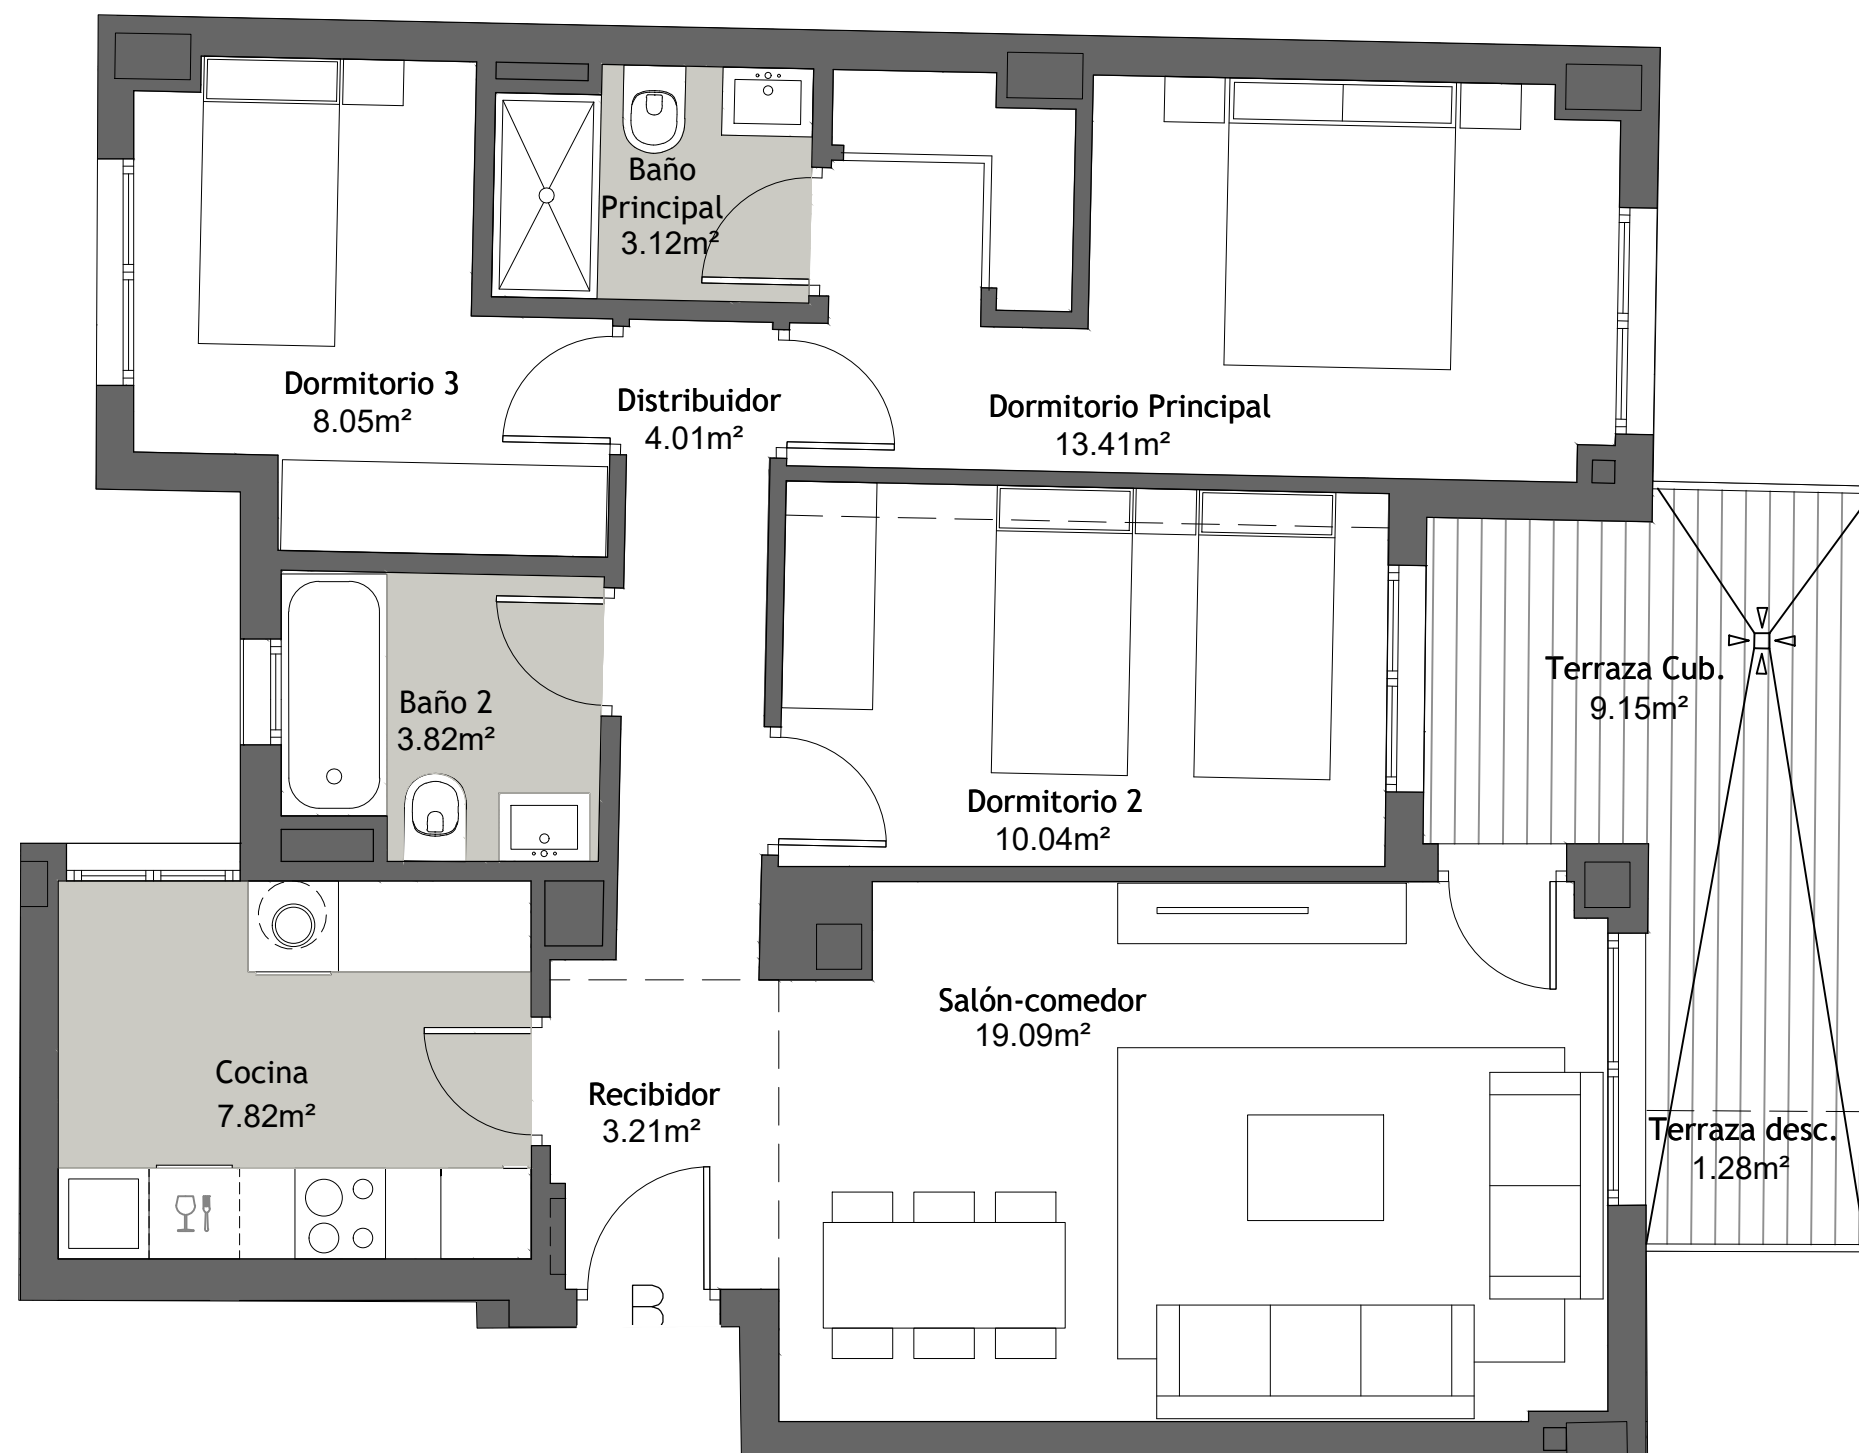 Baño
Principal
3.12m²
Dormitorio 3
8.05m²
Distribuidor
4.01m²
Dormitorio Principal
13.41m²
Terraza Cub.
9.15m²
Baño 2
3.82m²
Dormitorio 2
10.04m²
Salón-comedor
19.09m²
Cocina
7.82m²
Recibidor
3.21m²
Terraza desc.
1.28m²
B